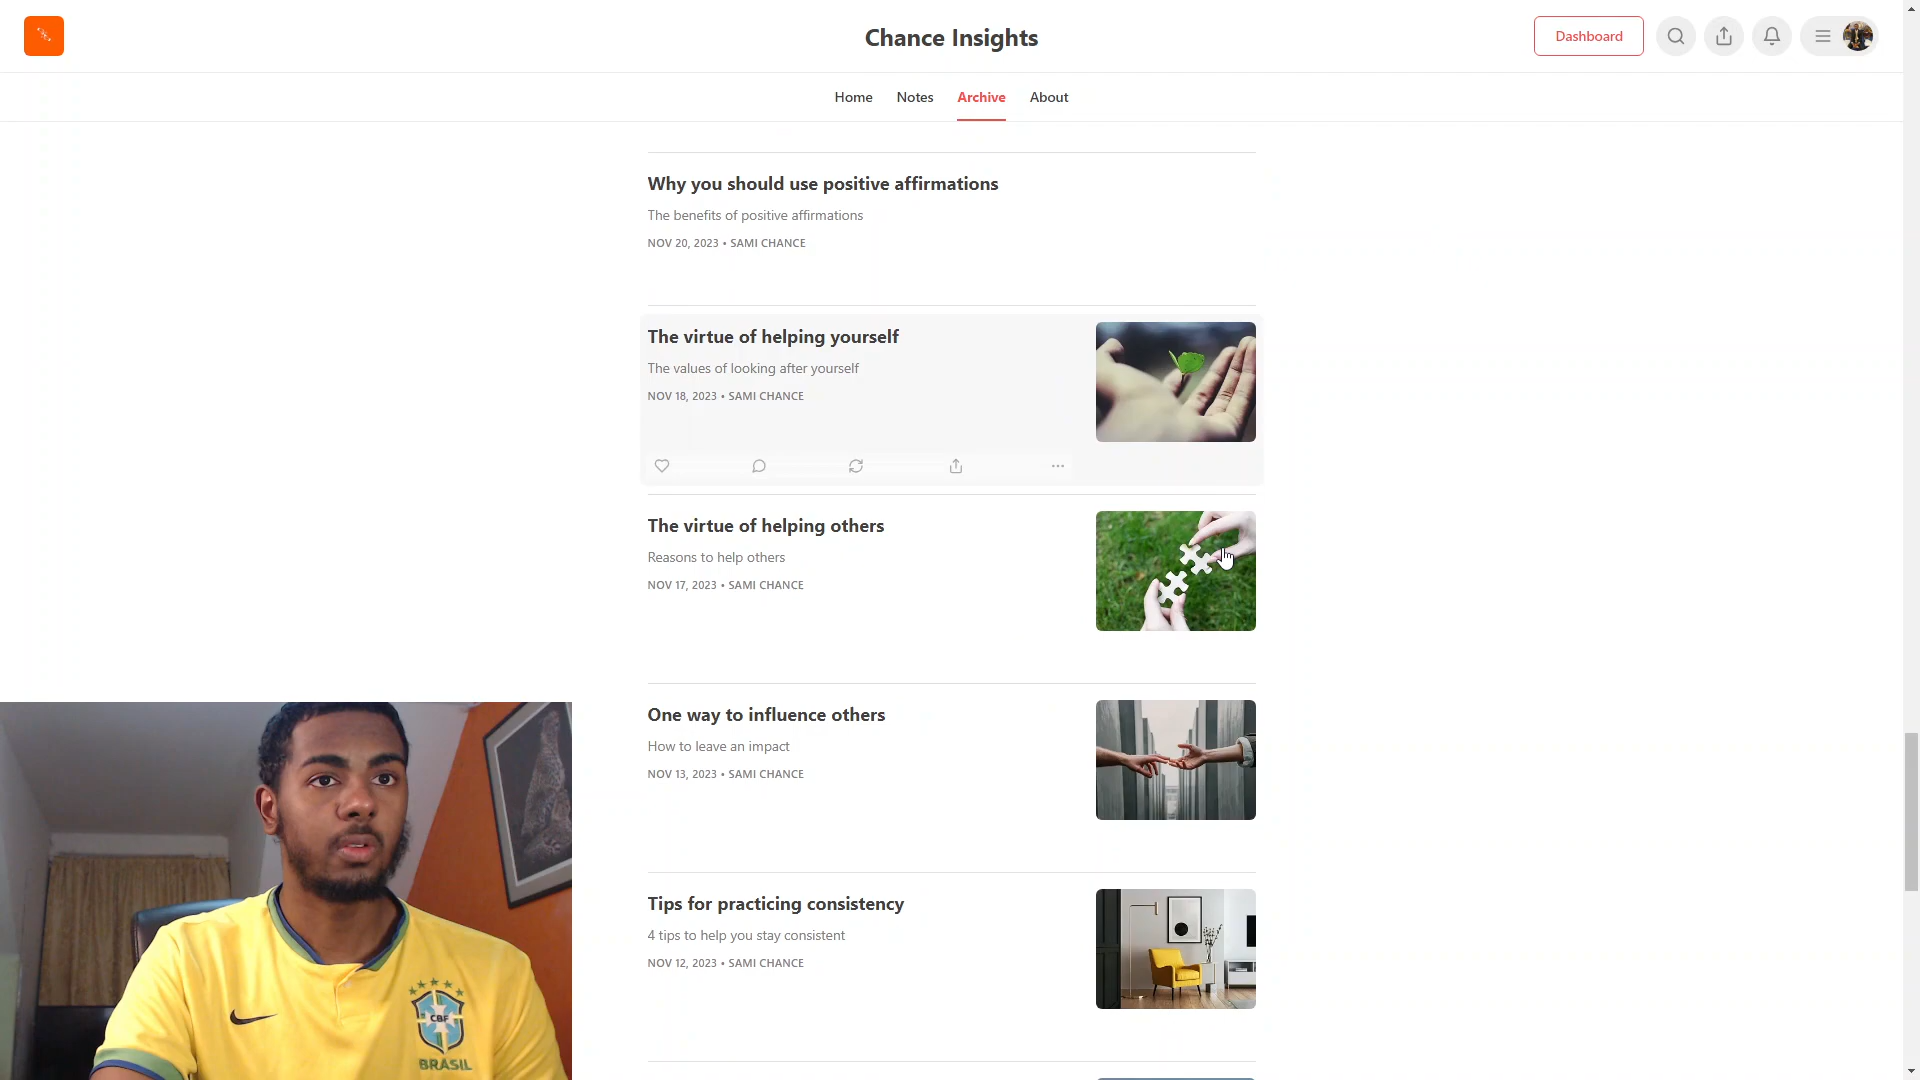 Chance Insights
Dashboard
Home
Notes
Archive
About
Why you should use positive affirmations
The benefits of positive affirmations
NOV 20, 2023 • SAMI CHANCE
The virtue of helping yourself
The values of looking after yourself
NOV 18, 2023 • SAMI CHANCE
The virtue of helping others
Reasons to help others
NOV 17, 2023 • SAMI CHANCE
One way to influence others
How to leave an impact
NOV 13, 2023 • SAMI CHANCE
Tips for practicing consistency
4 tips to help you stay consistent
NOV 12, 2023 • SAMI CHANCE
CBF
BRASIL